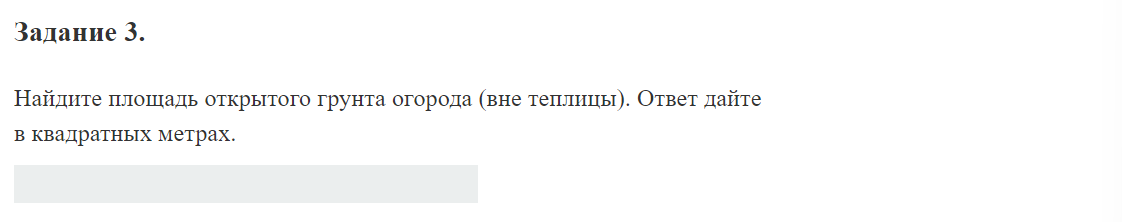 Задание 3.
Найдите площадь открытого грунта огорода (вне теплицы). Ответ дайте
в квадратных метрах.